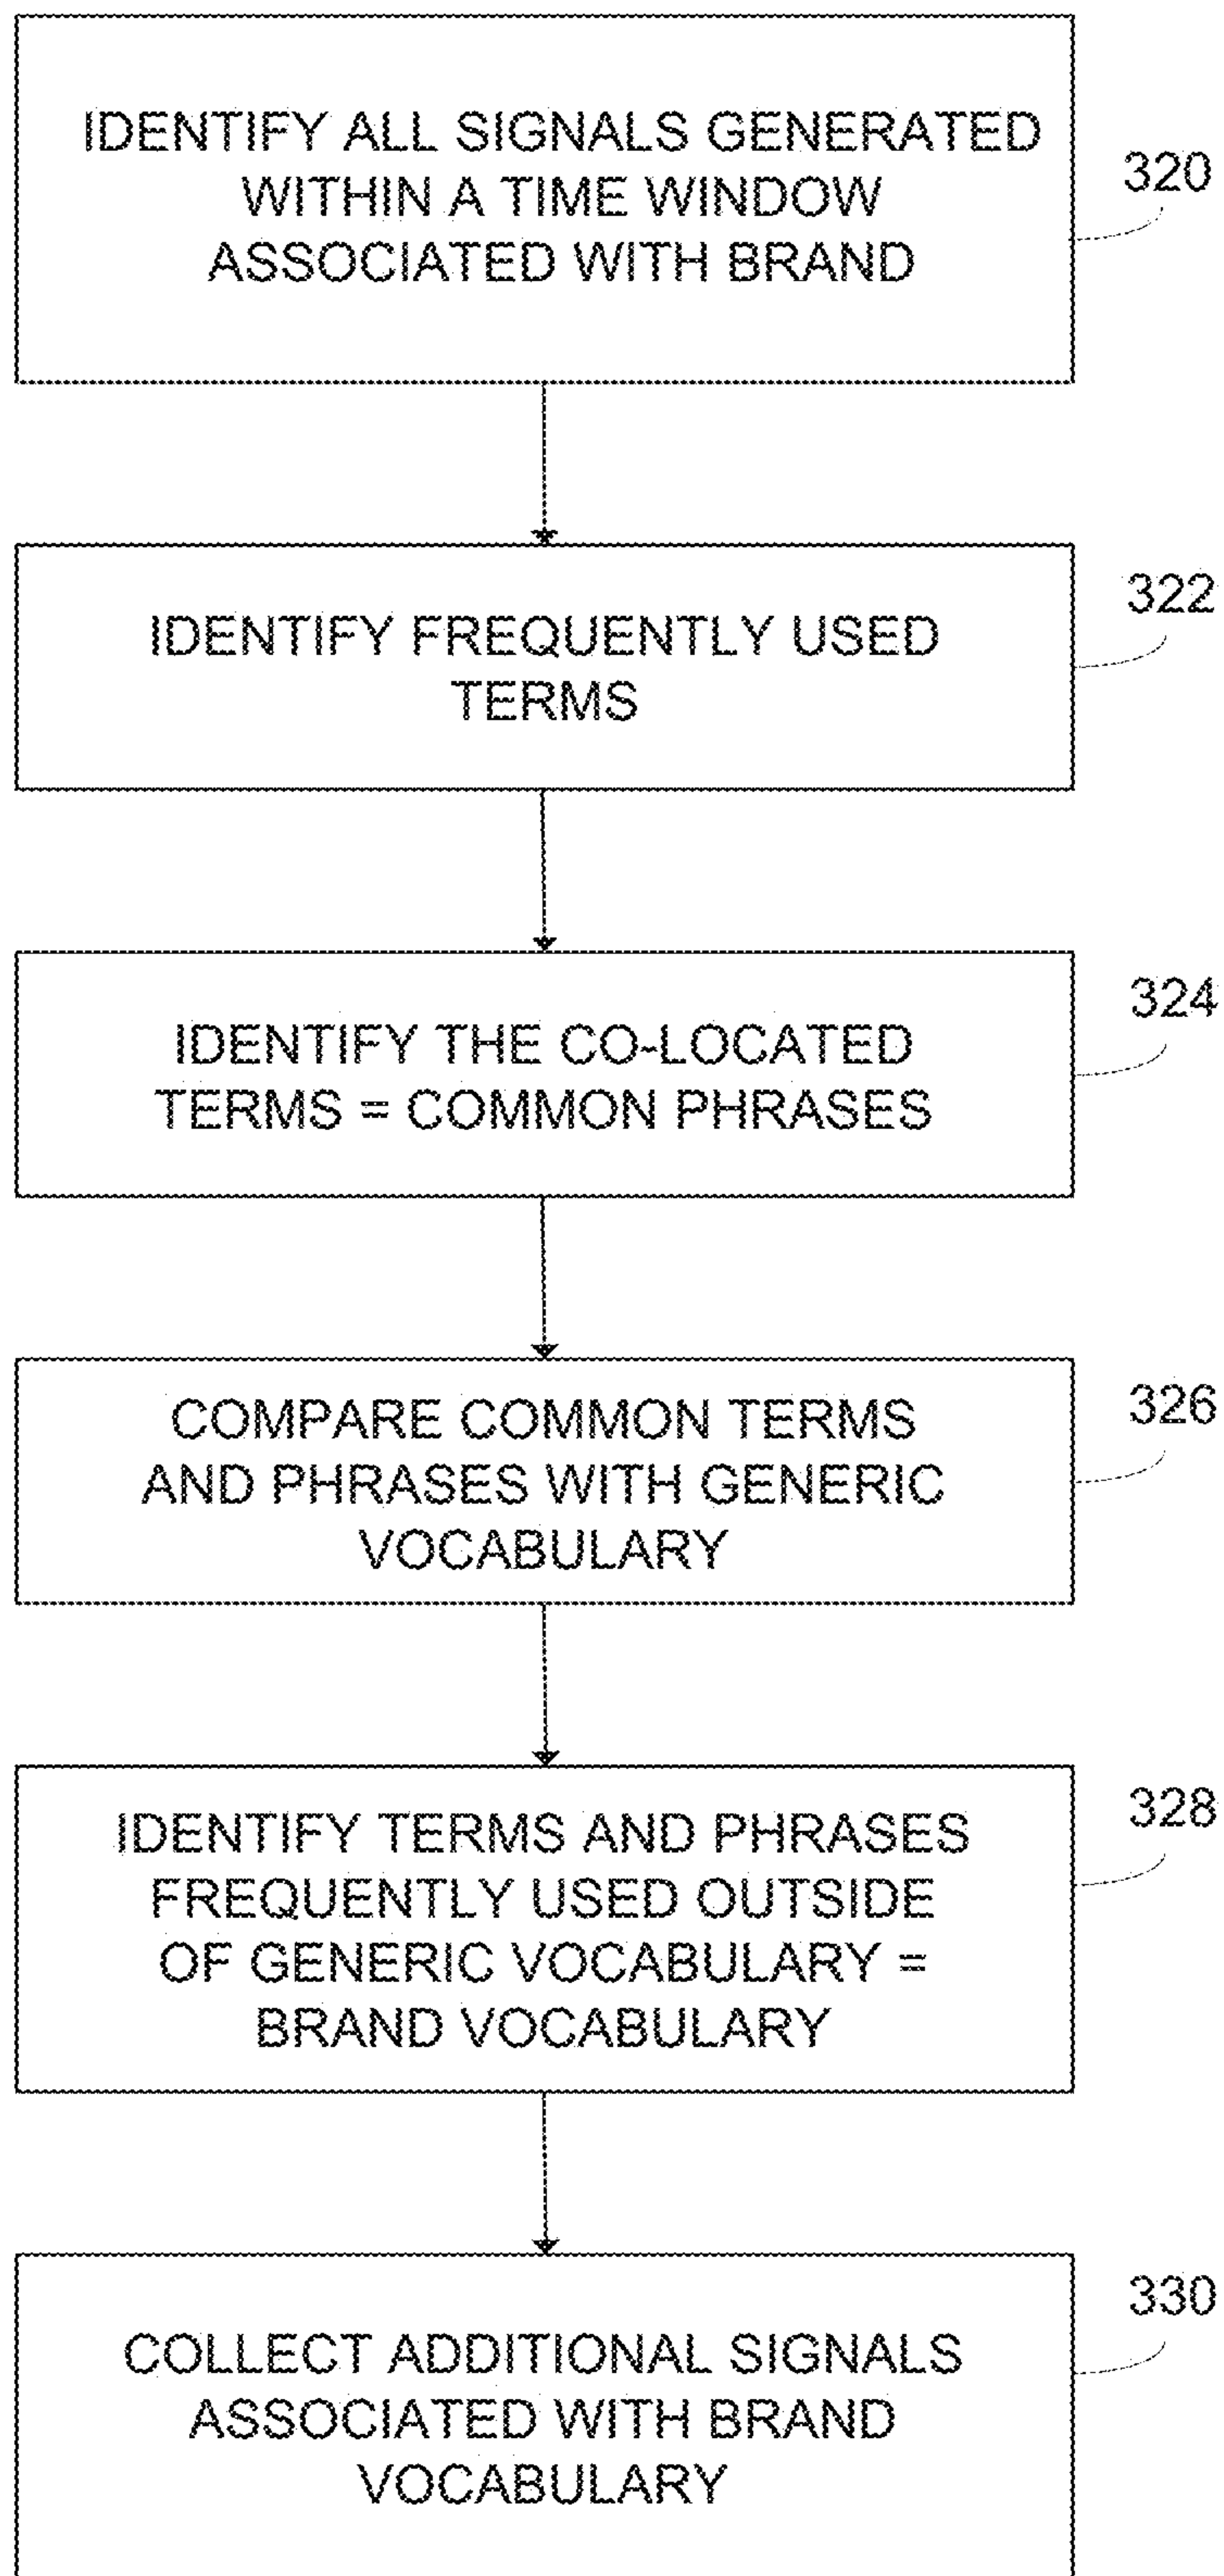 IDENTIFY ALL SIGNALS GENERATED
WITHIN A TIME WINDOW
ASSOCIATED WITH BRAND
320
IDENTIFY FREQUENTLY USED
TERMS
322
IDENTIFY THE CO-LOCATED
TERMS = COMMON PHRASES
324
COMPARE COMMON TERMS
AND PHRASES WITH GENERIC
VOCABULARY
326
IDENTIFY TERMS AND PHRASES
FREQUENTLY USED OUTSIDE
OF GENERIC VOCABULARY =
BRAND VOCABULARY
328
COLLECT ADDITIONAL SIGNALS
ASSOCIATED WITH BRAND
VOCABULARY
330